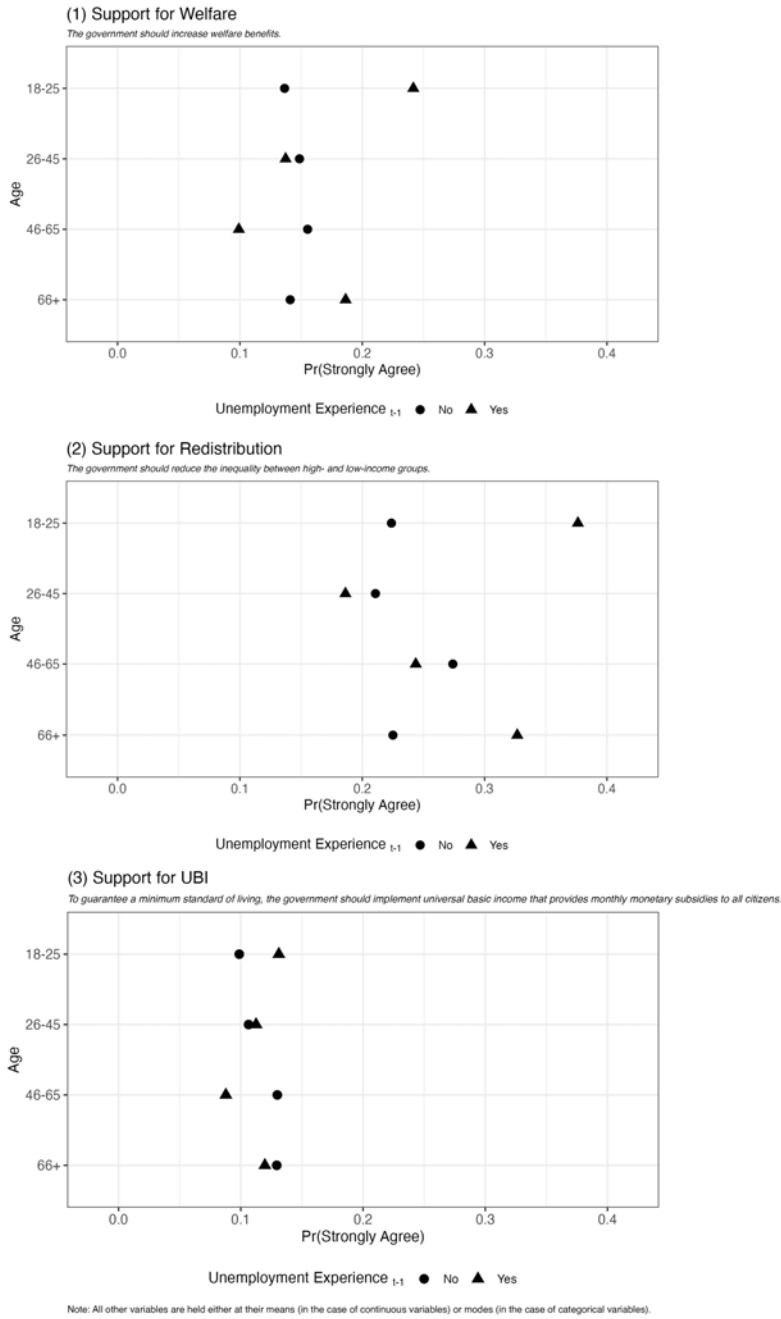 (1) Support for Welfare
The government should increase welfare benefits.
Age
18-25
26-45
46-65
66+
0.0 0.1 0.2 0.3 0.4
Pr(Strongly Agree)
Unemployment Experience t-1 No Yes
(2) Support for Redistribution
The government should reduce the inequality between high- and low-income groups.
Age
18-25
26-45
46-65
66+
0.0 0.1 0.2 0.3 0.4
Pr(Strongly Agree)
Unemployment Experience t-1 No Yes
(3) Support for UBI
To guarantee a minimum standard of living, the government should implement universal basic income that provides monthly monetary subsidies to all citizens.
Age
18-25
26-45
46-65
66+
0.0 0.1 0.2 0.3 0.4
Pr(Strongly Agree)
Unemployment Experience t-1 No Yes
Note: All other variables are held either at their means (in the case of continuous variables) or modes (in the case of categorical variables).